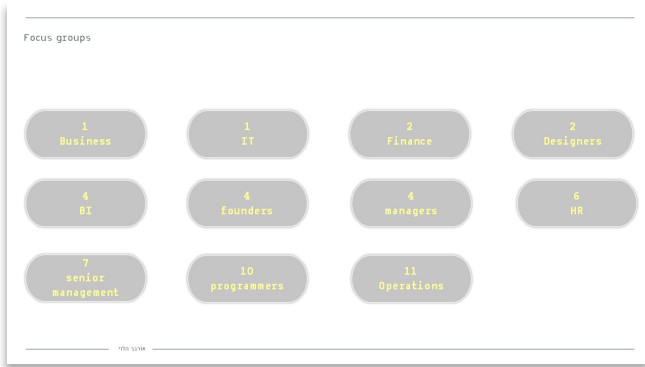 Focus groups
1
Business
1
IT
2
Finance
2
Designers
4
BI
4
founders
4
managers
6
HR
7
senior
management
10
programmers
11
Operations